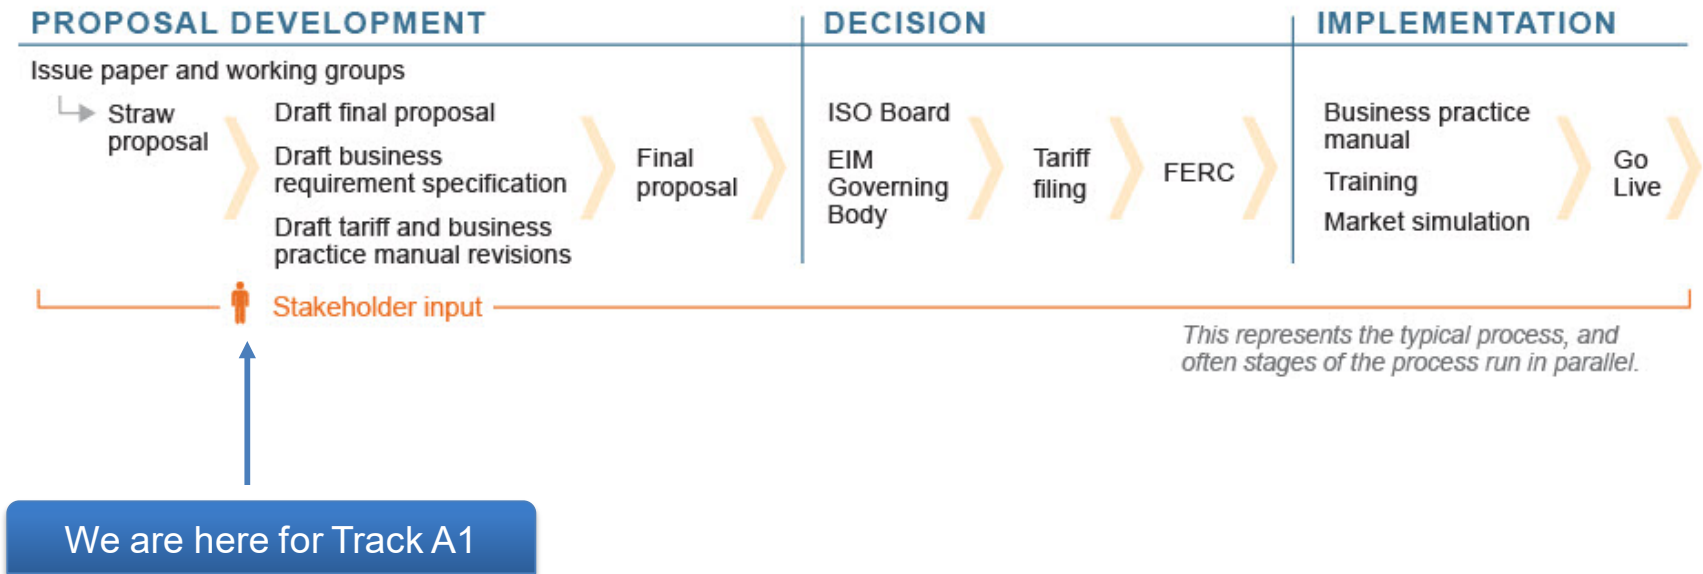 PROPOSAL DEVELOPMENT
Issue paper and working groups
Straw
proposal
Draft final proposal
Draft business
requirement specification
Draft tariff and business
practice manual revisions
Final
proposal
DECISION
ISO Board
EIM
Governing
Body
Tariff
filing
FERC
IMPLEMENTATION
Business practice
manual
Training
Market simulation
Go
Live
Stakeholder input
This represents the typical process, and
often stages of the process run in parallel.
We are here for Track A1